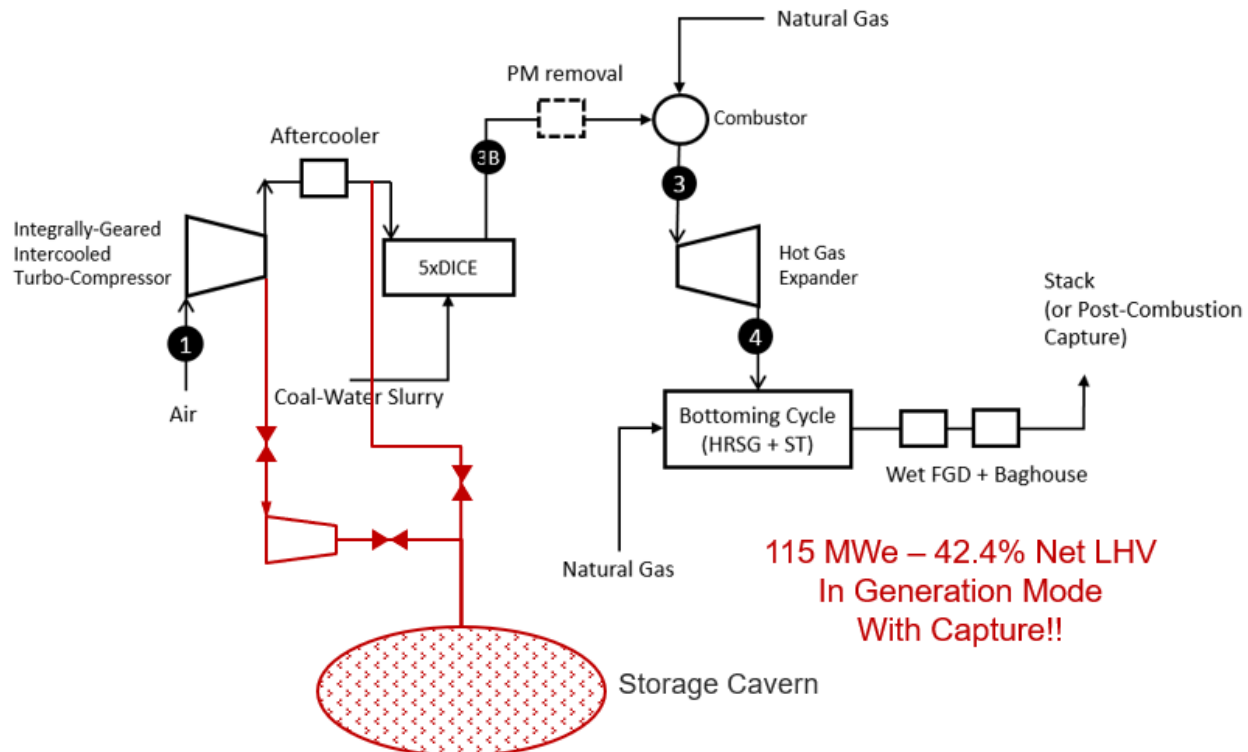 Natural Gas
PM removal
Combustor
Aftercooler
3B
3
Integrally-Geared
Intercooled
Turbo-Compressor
5xDICE
Hot Gas
Expander
Stack
(or Post-Combustion
Capture)
1
4
Air
Coal-Water Slurry
Bottoming Cycle
(HRSG + ST)
Wet FGD + Baghouse
Natural Gas
115 MWe – 42.4% Net LHV
In Generation Mode
With Capture!!
Storage Cavern